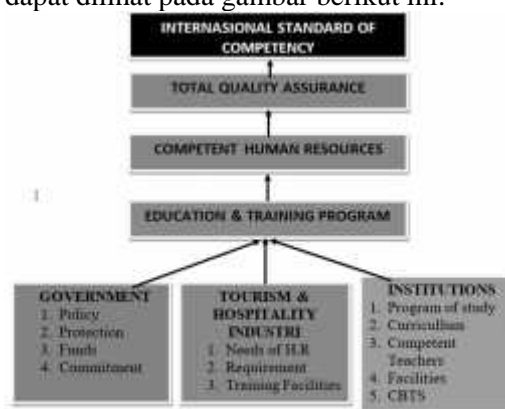 dapat dilihat pada gambar berikut ini:
INTERNASIONAL STANDARD OF
COMPETENCY
TOTAL QUALITY ASSURANCE
COMPETENT HUMAN RESOURCES
EDUCATION & TRAINING PROGRAM
GOVERNMENT
1. Policy
2. Protection
3. Funds
4. Commitment
TOURISM &
HOSPITALITY
INDUSTRI
1. Needs of H.R
2. Requirement
3. Training Facilities
INSTITUTIONS
1. Program of study
2. Curricullum
3. Competent
Teachers
4. Facilities
5. CBTS